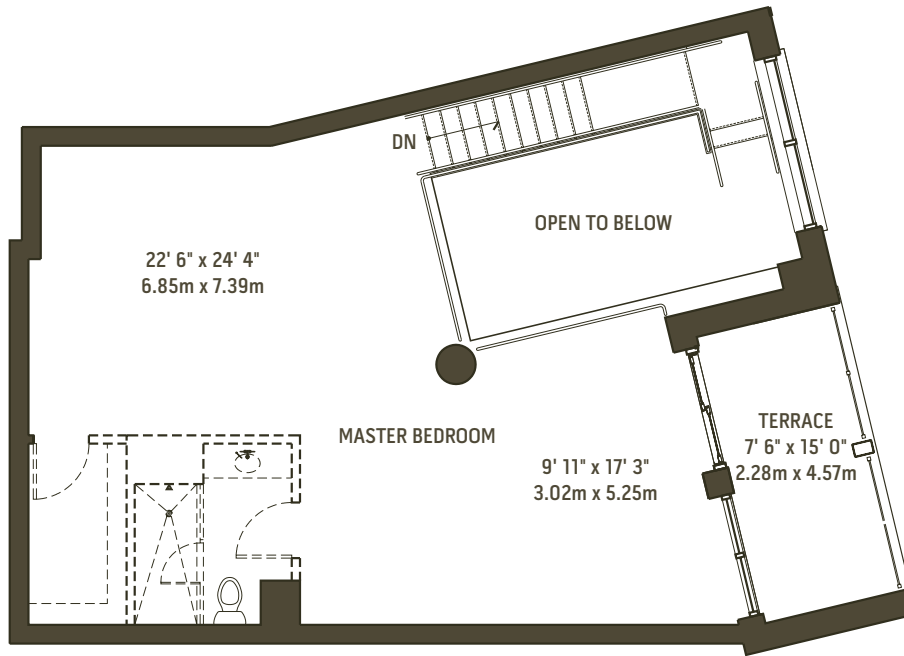 DN
OPEN TO BELOW
22' 6" x 24' 4"
6.85m x 7.39m
MASTER BEDROOM
9' 11" x 17' 3"
3.02m x 5.25m
TERRACE
7' 6" x 15' 0"
2.28m x 4.57m